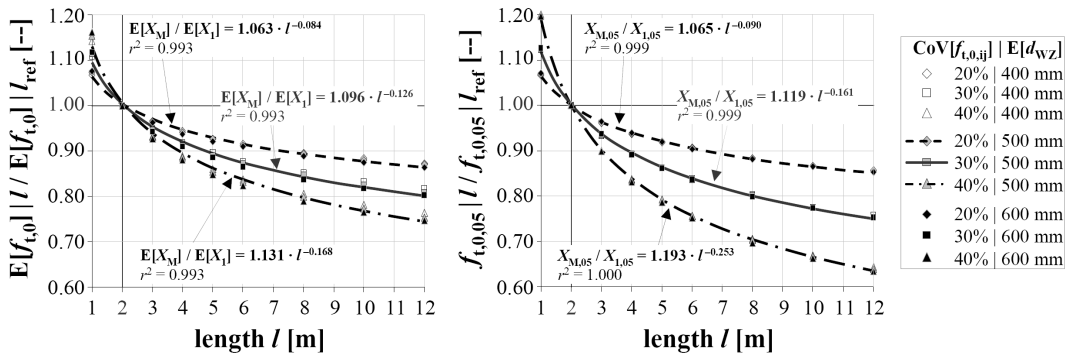 E[f_t,0] | l / E[f_t,0] | l_ref [--]
1.20
1.10
1.00
0.90
0.80
0.70
0.60
E[X_M] / E[X_1] = 1.063 · l^–0.084
r² = 0.993
E[X_M] / E[X_1] = 1.096 · l^–0.126
r² = 0.993
E[X_M] / E[X_1] = 1.131 · l^–0.168
r² = 0.993
1 2 3 4 5 6 7 8 9 10 11 12
length l [m]
f_t,0,05 | l / f_t,0,05 | l_ref [--]
1.20
1.10
1.00
0.90
0.80
0.70
0.60
X_M,05 / X_1,05 = 1.065 · l^–0.090
r² = 0.999
X_M,05 / X_1,05 = 1.119 · l^–0.161
r² = 0.999
X_M,05 / X_1,05 = 1.193 · l^–0.253
r² = 1.000
1 2 3 4 5 6 7 8 9 10 11 12
length l [m]
CoV[f_t,0,ij] | E[d_WZ]
20% | 400 mm
30% | 400 mm
40% | 400 mm
20% | 500 mm
30% | 500 mm
40% | 500 mm
20% | 600 mm
30% | 600 mm
40% | 600 mm